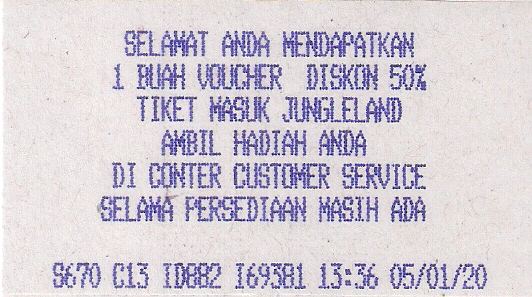 SELAMAT ANDA MENDAPATKAN
1 BUAH VOUCHER DISKON 50%
TIKET MASUK JUNGLELAND
AMBIL HADIAH ANDA
DI CONTER CUSTOMER SERVICE
SELAMA PERSEDIAAN MASIH ADA
S670 C13 ID882 I69381 13:36 05/01/20